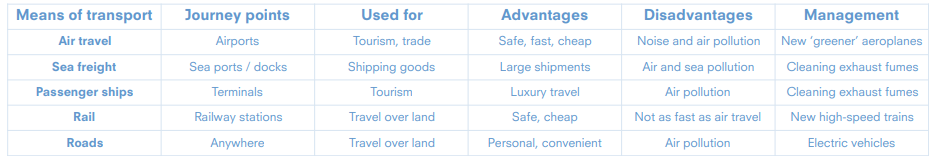 Means of transport Journey points Used for Advantages Disadvantages Management
Air travel Airports Tourism, trade Safe, fast, cheap Noise and air pollution New ‘greener’ aeroplanes
Sea freight Sea ports / docks Shipping goods Large shipments Air and sea pollution Cleaning exhaust fumes
Passenger ships Terminals Tourism Luxury travel Air pollution Cleaning exhaust fumes
Rail Railway stations Travel over land Safe, cheap Not as fast as air travel New high-speed trains
Roads Anywhere Travel over land Personal, convenient Air pollution Electric vehicles